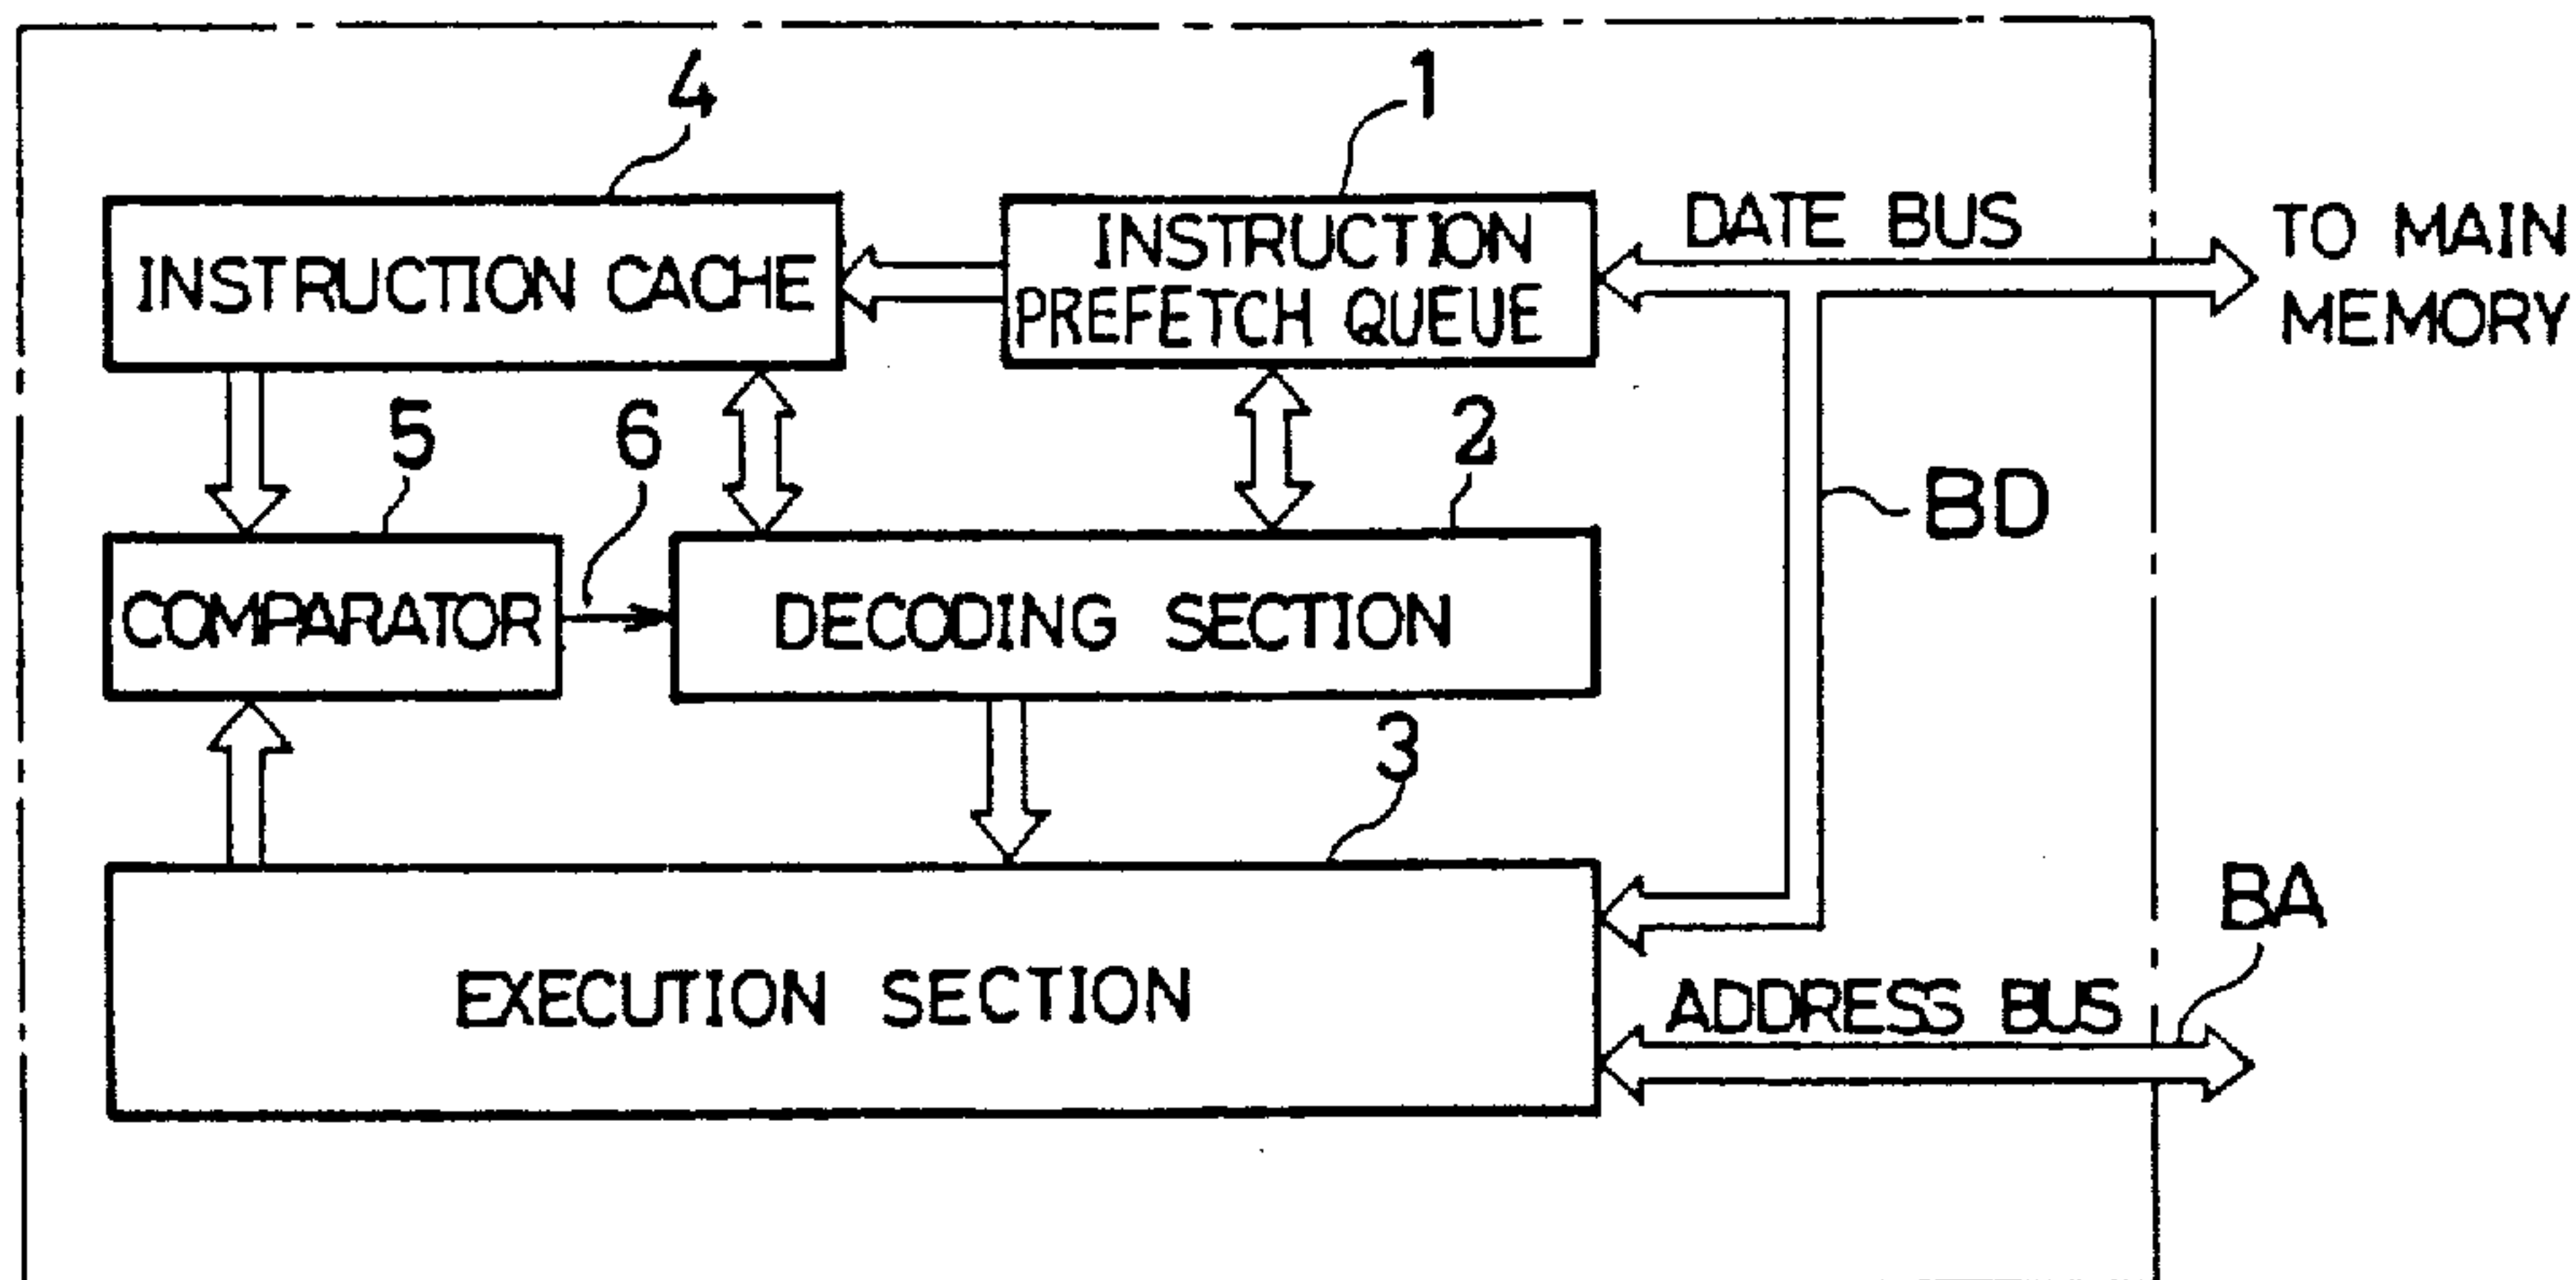 4
1
INSTRUCTION CACHE
INSTRUCTION
PREFETCH QUEUE
DATE BUS
TO MAIN
MEMORY
5
6
2
BD
COMPARATOR
DECODING SECTION
3
BA
EXECUTION SECTION
ADDRESS BUS